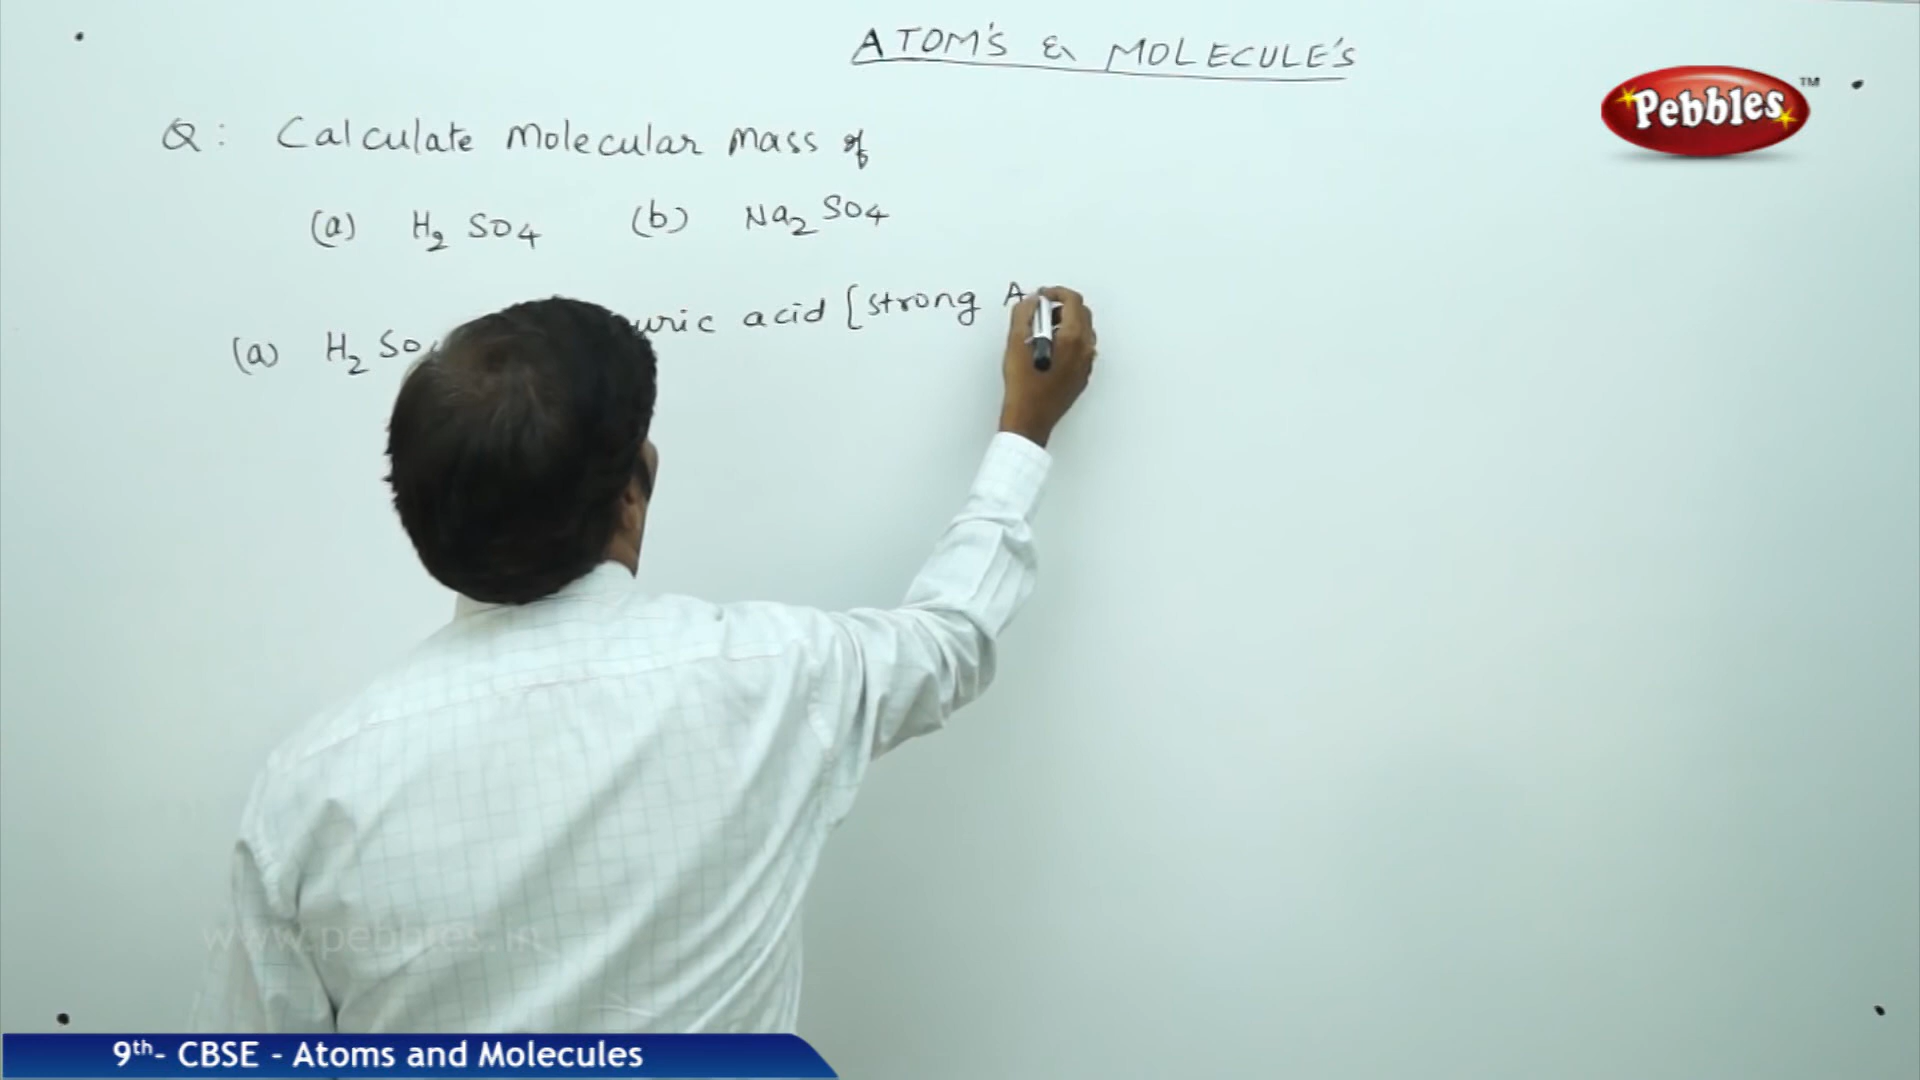 ATOM'S & MOLECULE'S
Pebbles TM
Q: Calculate Molecular Mass of
(a) H₂ SO₄ (b) Na₂ SO₄
(a) H₂ SO uric acid [strong A
www.pebbles.in
9th- CBSE - Atoms and Molecules